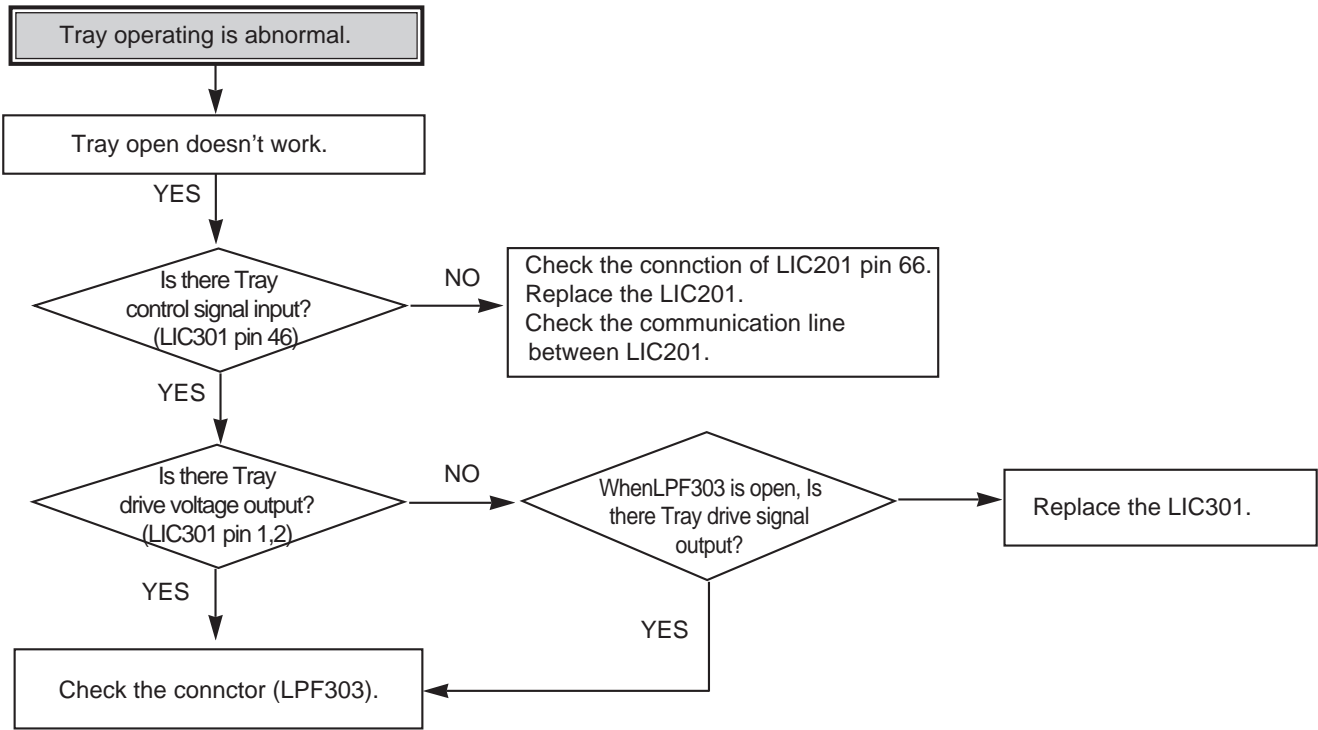 Tray operating is abnormal.
Tray open doesn't work.
YES
Is there Tray
control signal input?
(LIC301 pin 46)
NO
Check the connction of LIC201 pin 66.
Replace the LIC201.
Check the communication line
between LIC201.
YES
Is there Tray
drive voltage output?
(LIC301 pin 1,2)
NO
WhenLPF303 is open, Is
there Tray drive signal
output?
Replace the LIC301.
YES
YES
Check the connctor (LPF303).